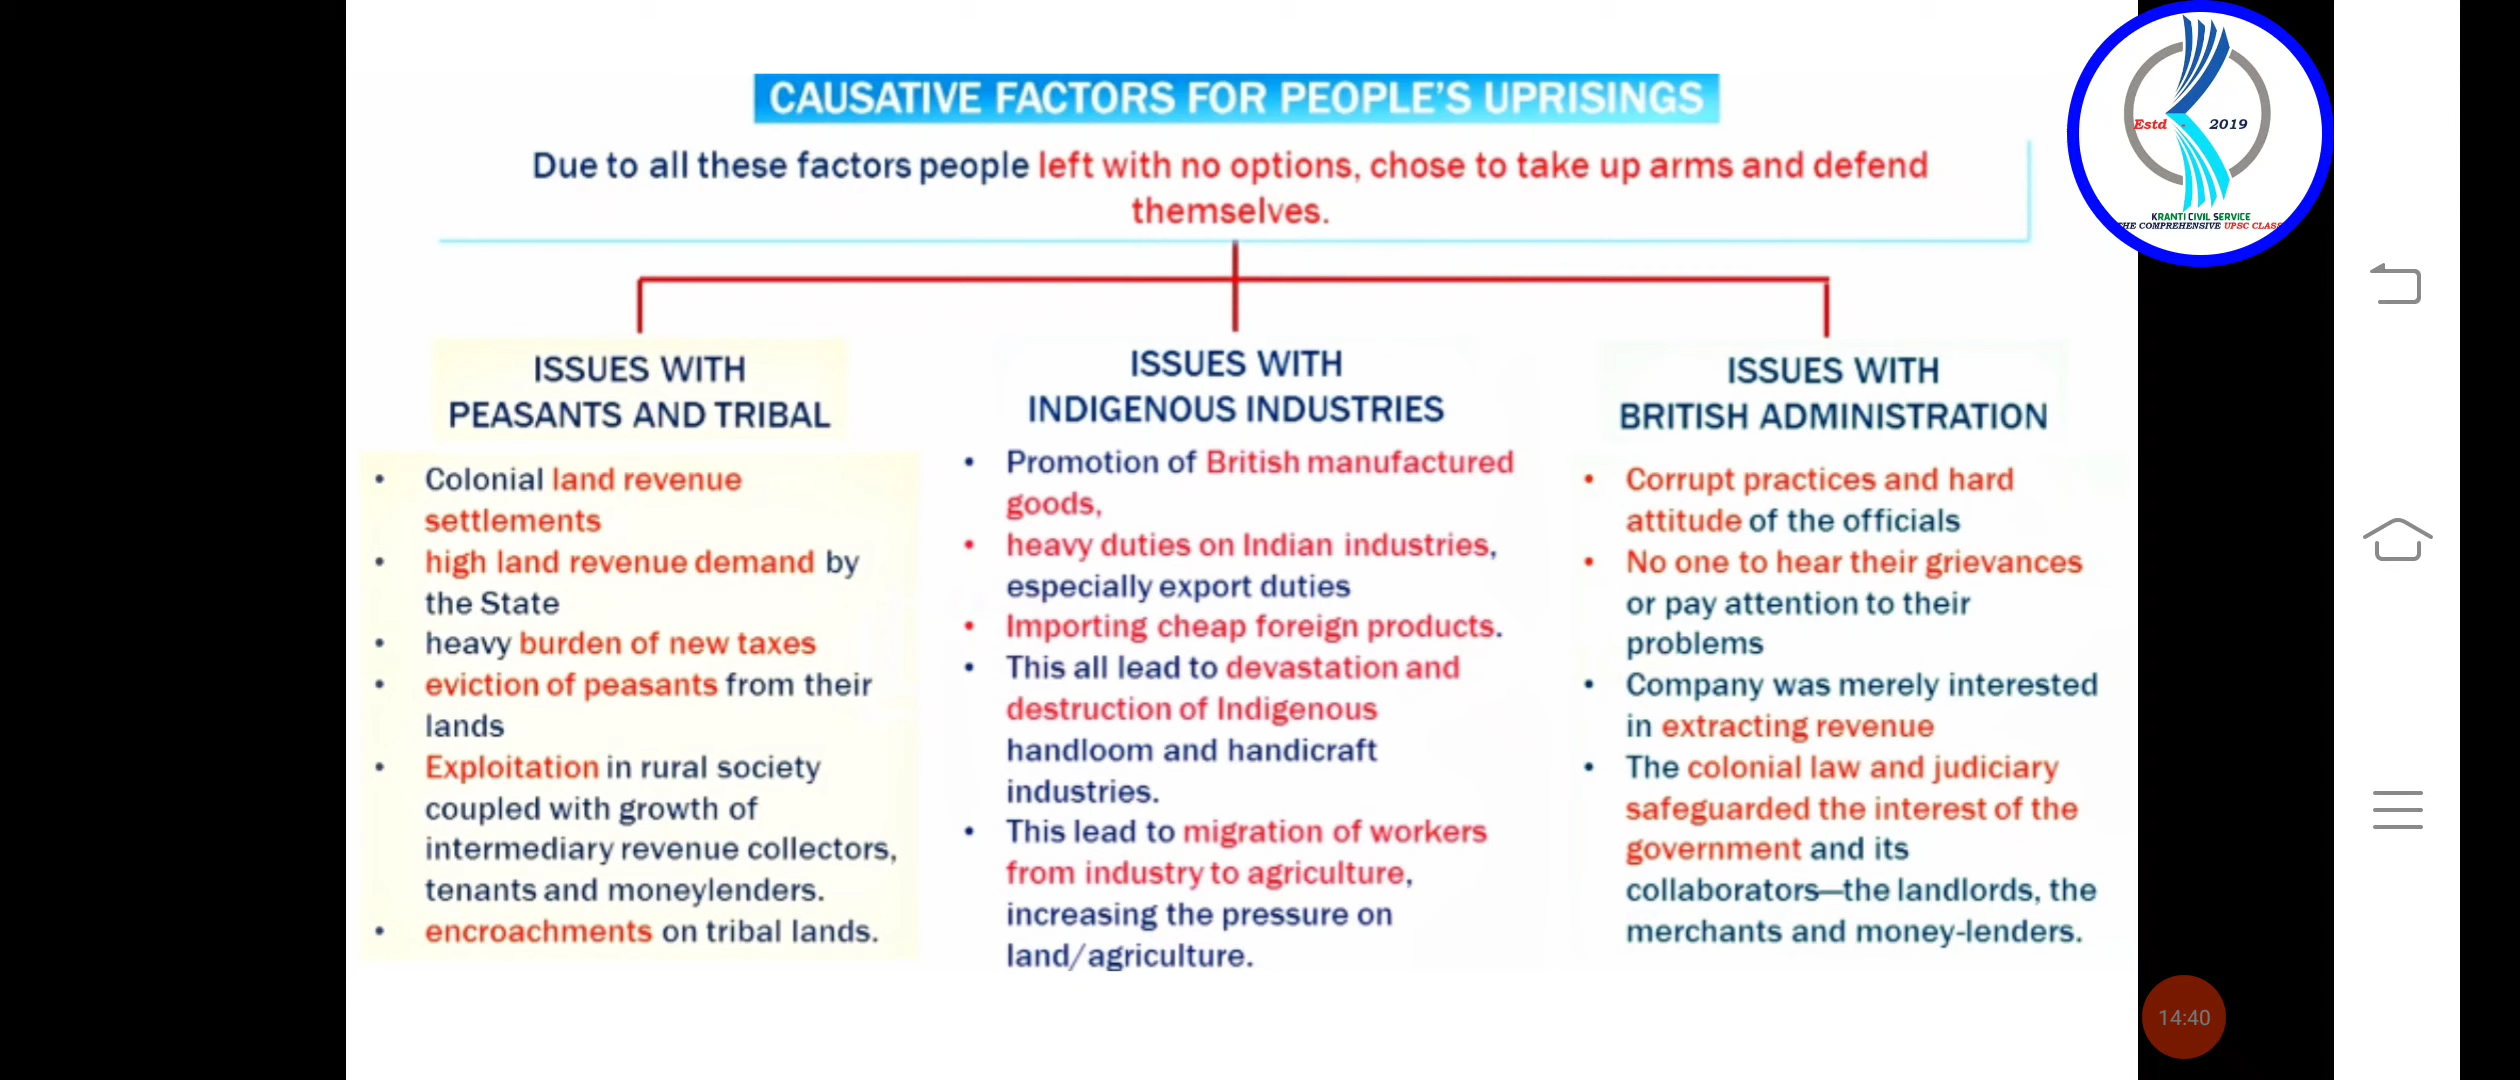 CAUSATIVE FACTORS FOR PEOPLE'S UPRISINGS
Due to all these factors people left with no options, chose to take up arms and defend
themselves.
ISSUES WITH
PEASANTS AND TRIBAL
• Colonial land revenue
settlements
• high land revenue demand by
the State
• heavy burden of new taxes
• eviction of peasants from their
lands
• Exploitation in rural society
coupled with growth of
intermediary revenue collectors,
tenants and moneylenders.
• encroachments on tribal lands.
ISSUES WITH
INDIGENOUS INDUSTRIES
• Promotion of British manufactured
goods,
• heavy duties on Indian industries,
especially export duties
• Importing cheap foreign products.
• This all lead to devastation and
destruction of Indigenous
handloom and handicraft
industries.
• This lead to migration of workers
from industry to agriculture,
increasing the pressure on
land/agriculture.
ISSUES WITH
BRITISH ADMINISTRATION
• Corrupt practices and hard
attitude of the officials
• No one to hear their grievances
or pay attention to their
problems
• Company was merely interested
in extracting revenue
• The colonial law and judiciary
safeguarded the interest of the
government and its
collaborators—the landlords, the
merchants and money-lenders.
Estd - 2019
KRANTI CIVIL SERVICE
THE COMPREHENSIVE UPSC CLASS
14:40